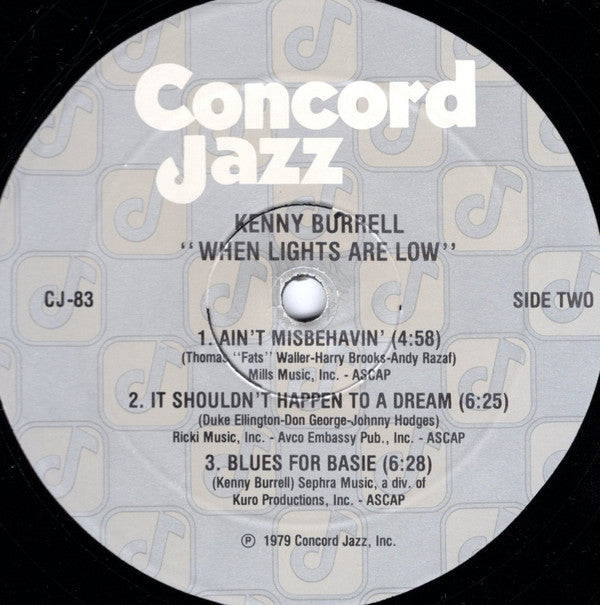 Concord
Jazz
KENNY BURRELL
"WHEN LIGHTS ARE LOW"
CJ-83
SIDE TWO
1. AIN'T MISBEHAVIN' (4:58)
(Thomas "Fats" Waller-Harry Brooks-Andy Razaf)
Mills Music, Inc. - ASCAP
2. IT SHOULDN'T HAPPEN TO A DREAM (6:25)
(Duke Ellington-Don George-Johnny Hodges)
Ricki Music, Inc. - Avco Embassy Pub., Inc. - ASCAP
3. BLUES FOR BASIE (6:28)
(Kenny Burrell) Sephra Music, a div. of
Kuro Productions, Inc. - ASCAP
℗ 1979 Concord Jazz, Inc.